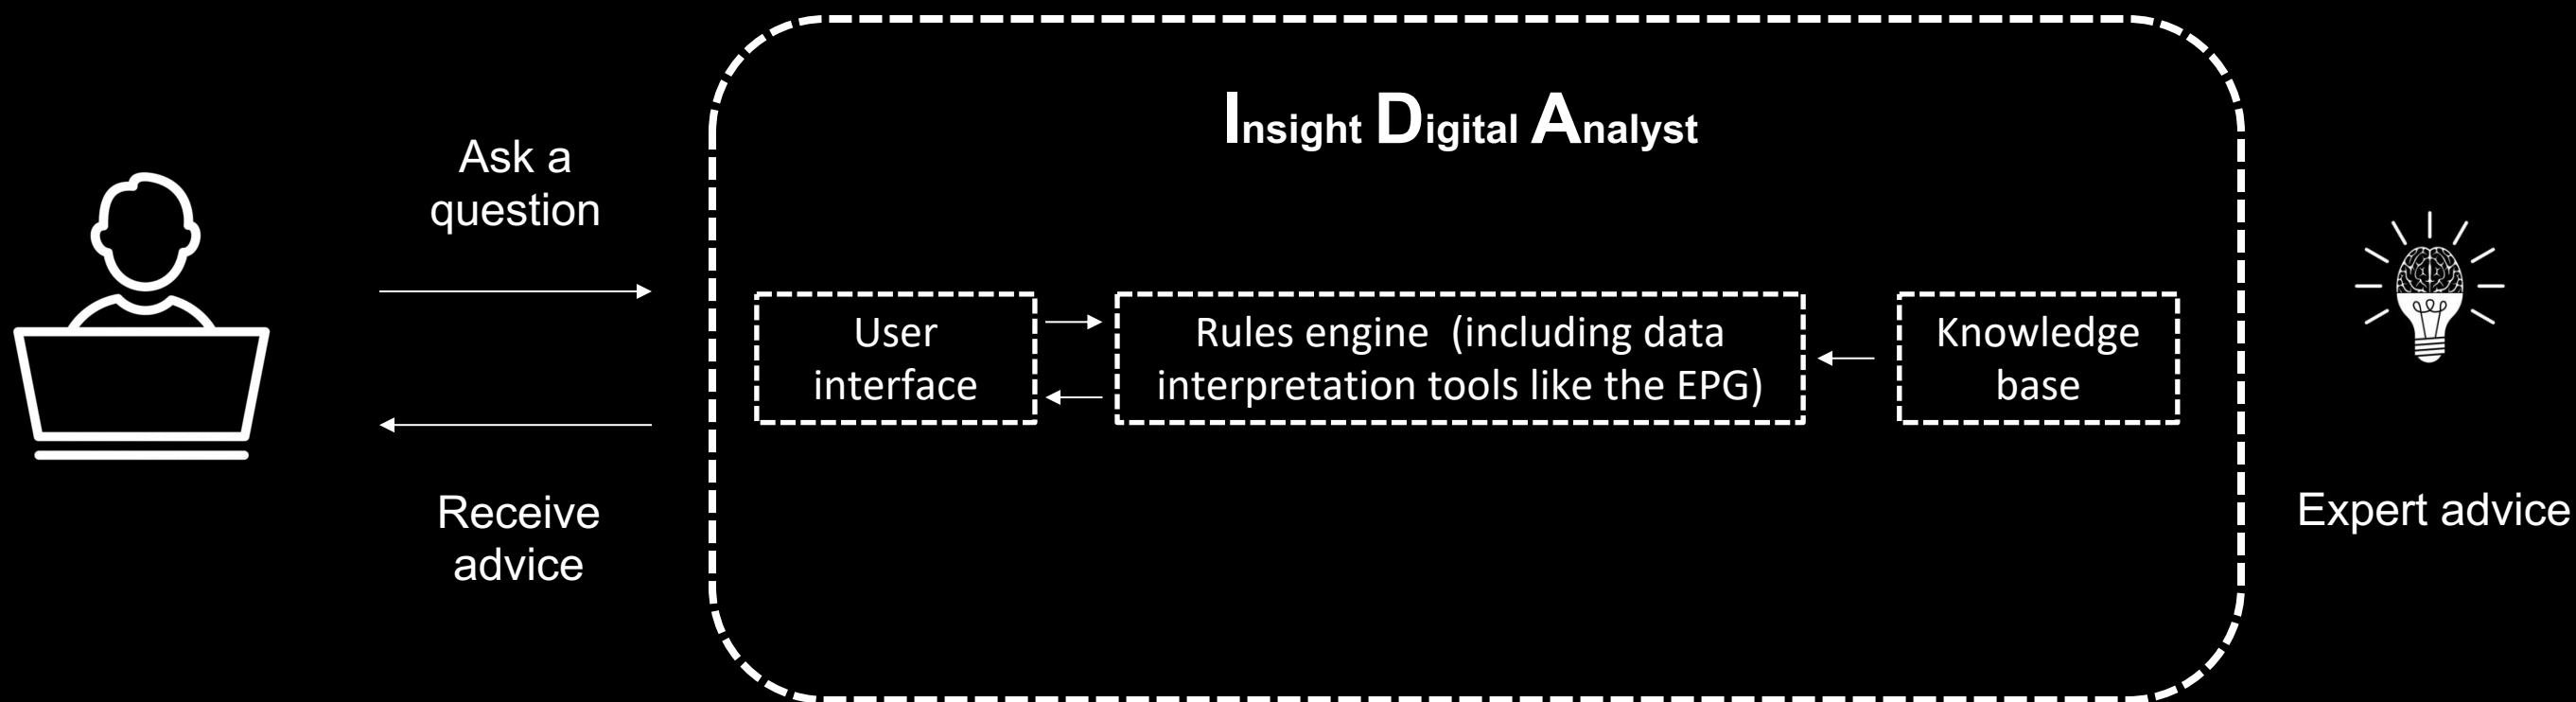 Insight Digital Analyst
Ask a
question
Receive
advice
User
interface
Rules engine  (including data
interpretation tools like the EPG)
Knowledge
base
Expert advice